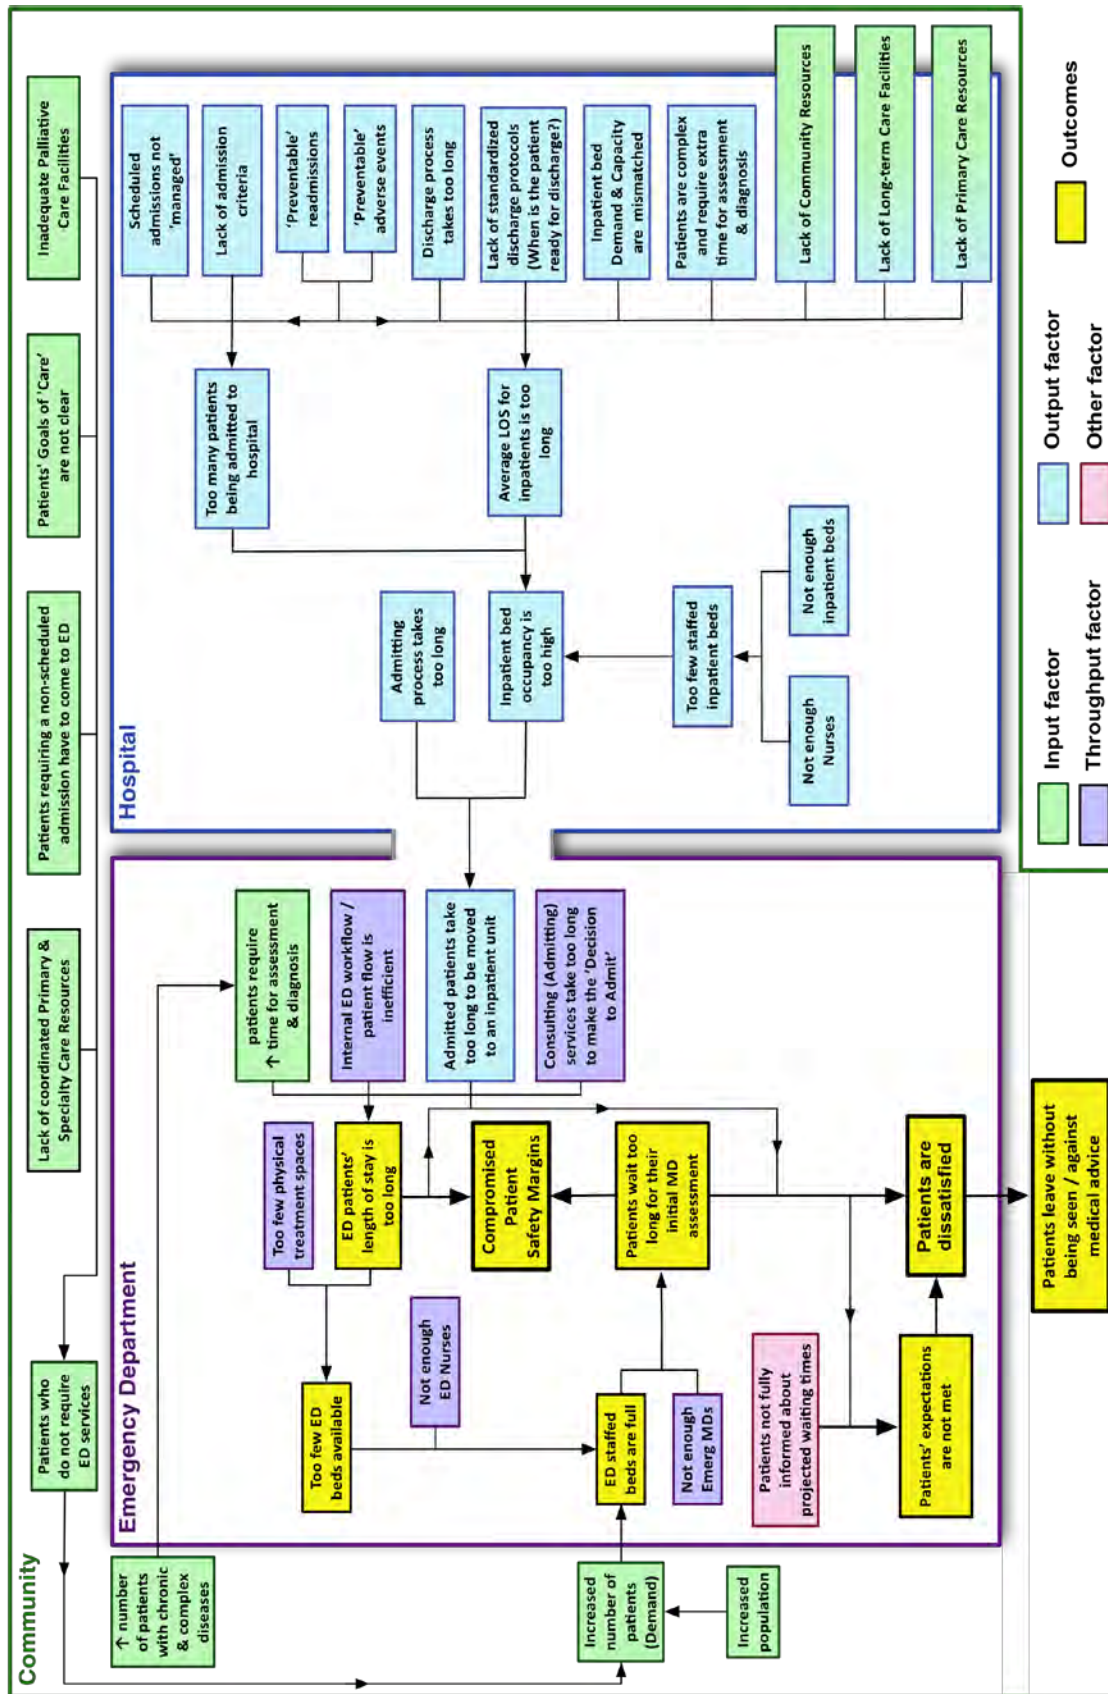 Community
Lack of coordinated Primary &
Specialty Care Resources
Patients requiring a non-scheduled
admission have to come to ED
Patients' Goals of 'Care'
are not clear
Inadequate Palliative
Care Facilities
Patients who
do not require
ED services
↑ number
of patients
with chronic
& complex
diseases
Increased
number of
patients
(Demand)
Increased
population
Emergency Department
patients require
↑ time for assessment
& diagnosis
Internal ED workflow /
patient flow is
inefficient
Admitted patients take
too long to be moved
to an inpatient unit
Consulting (Admitting)
services take too long
to make the 'Decision
to Admit'
Too few physical
treatment spaces
ED patients'
length of stay is
too long
Compromised
Patient
Safety Margins
Patients wait too
long for their
initial MD
assessment
Patients are
dissatisfied
Too few ED
beds available
Not enough
ED Nurses
ED staffed
beds are full
Not enough
Emerg MDs
Patients not fully
informed about
projected waiting times
Patients' expectations
are not met
Patients leave without
being seen / against
medical advice
Hospital
Admitting
process takes
too long
Inpatient bed
occupancy is
too high
Too few staffed
inpatient beds
Not enough
Nurses
Not enough
inpatient beds
Too many patients
being admitted to
hospital
Average LOS for
inpatients is too
long
Scheduled
admissions not
'managed'
Lack of admission
criteria
'Preventable'
readmissions
'Preventable'
adverse events
Discharge process
takes too long
Lack of standardized
discharge protocols
(When is the patient
ready for discharge?)
Inpatient bed
Demand & Capacity
are mismatched
Patients are complex
and require extra
time for assessment
& diagnosis
Lack of Community Resources
Lack of Long-term Care Facilities
Lack of Primary Care Resources
Input factor
Output factor
Outcomes
Throughput factor
Other factor